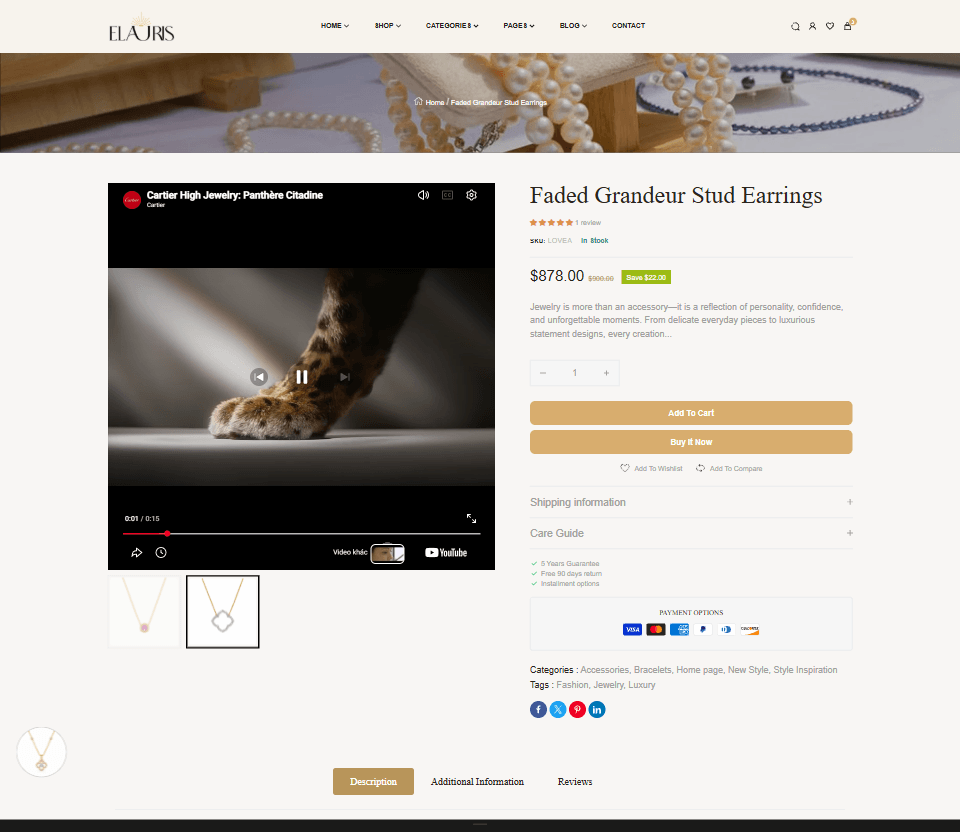 ELAURIS
HOME
SHOP
CATEGORIES
PAGES
BLOG
CONTACT
Home / Faded Grandeur Stud Earrings
Cartier High Jewelry: Panthère Citadine
Cartier
0:01 / 0:15
Video khác
YouTube
Faded Grandeur Stud Earrings
1 review
SKU: LOVEA In Stock
$878.00 $900.00 Save $22.00
Jewelry is more than an accessory—it is a reflection of personality, confidence,
and unforgettable moments. From delicate everyday pieces to luxurious
statement designs, every creation...
− 1 +
Add To Cart
Buy It Now
Add To Wishlist Add To Compare
Shipping information +
Care Guide +
5 Years Guarantee
Free 90 days return
Installment options
PAYMENT OPTIONS
VISA
Categories : Accessories, Bracelets, Home page, New Style, Style Inspiration
Tags : Fashion, Jewelry, Luxury
Description
Additional Information
Reviews